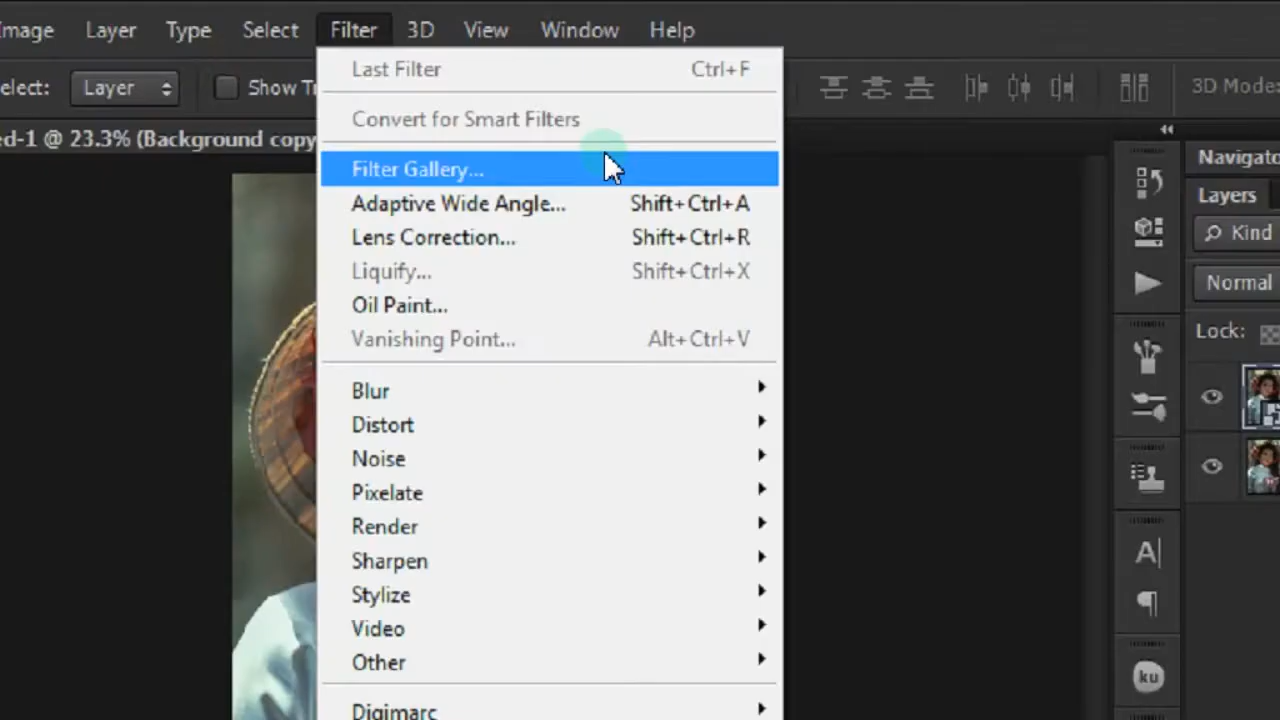 Image Layer Type Select Filter 3D View Window Help
elect: Layer Show Tr 3D Mode:
ed-1 @ 23.3% (Background copy
Last Filter Ctrl+F
Convert for Smart Filters
Filter Gallery...
Adaptive Wide Angle... Shift+Ctrl+A
Lens Correction... Shift+Ctrl+R
Liquify... Shift+Ctrl+X
Oil Paint...
Vanishing Point... Alt+Ctrl+V
Blur
Distort
Noise
Pixelate
Render
Sharpen
Stylize
Video
Other
Digimarc
Navigato
Layers
Kind
Normal
Lock:
A
ku